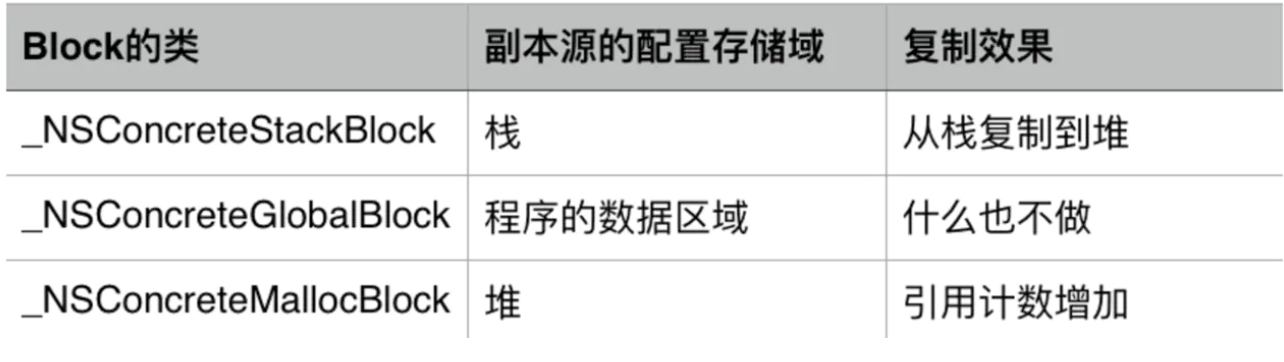 Block的类 副本源的配置存储域 复制效果
_NSConcreteStackBlock 栈 从栈复制到堆
_NSConcreteGlobalBlock 程序的数据区域 什么也不做
_NSConcreteMallocBlock 堆 引用计数增加